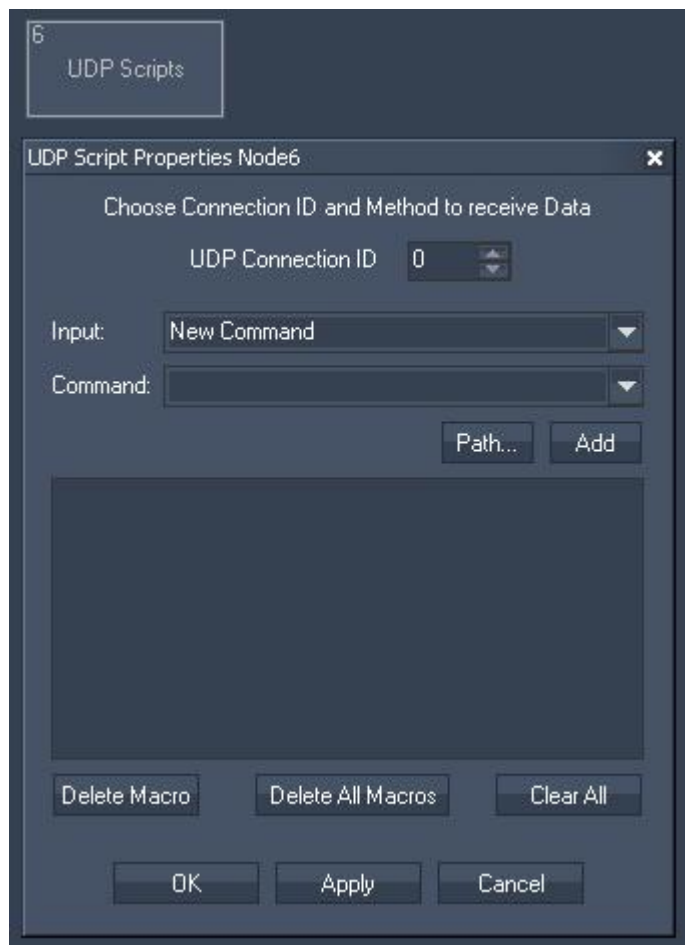 6
UDP Scripts
UDP Script Properties Node6
Choose Connection ID and Method to receive Data
UDP Connection ID 0
Input: New Command
Command:
Path... Add
Delete Macro Delete All Macros Clear All
OK Apply Cancel